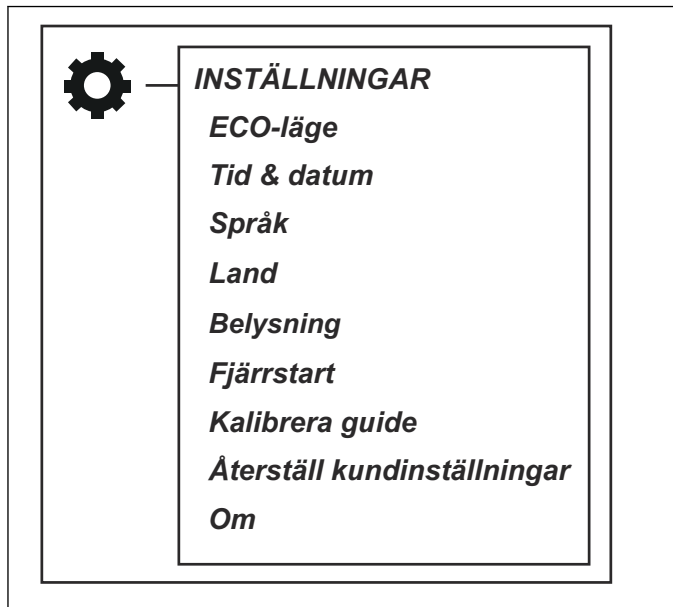 INSTÄLLNINGAR
ECO-läge
Tid & datum
Språk
Land
Belysning
Fjärrstart
Kalibrera guide
Återställ kundinställningar
Om